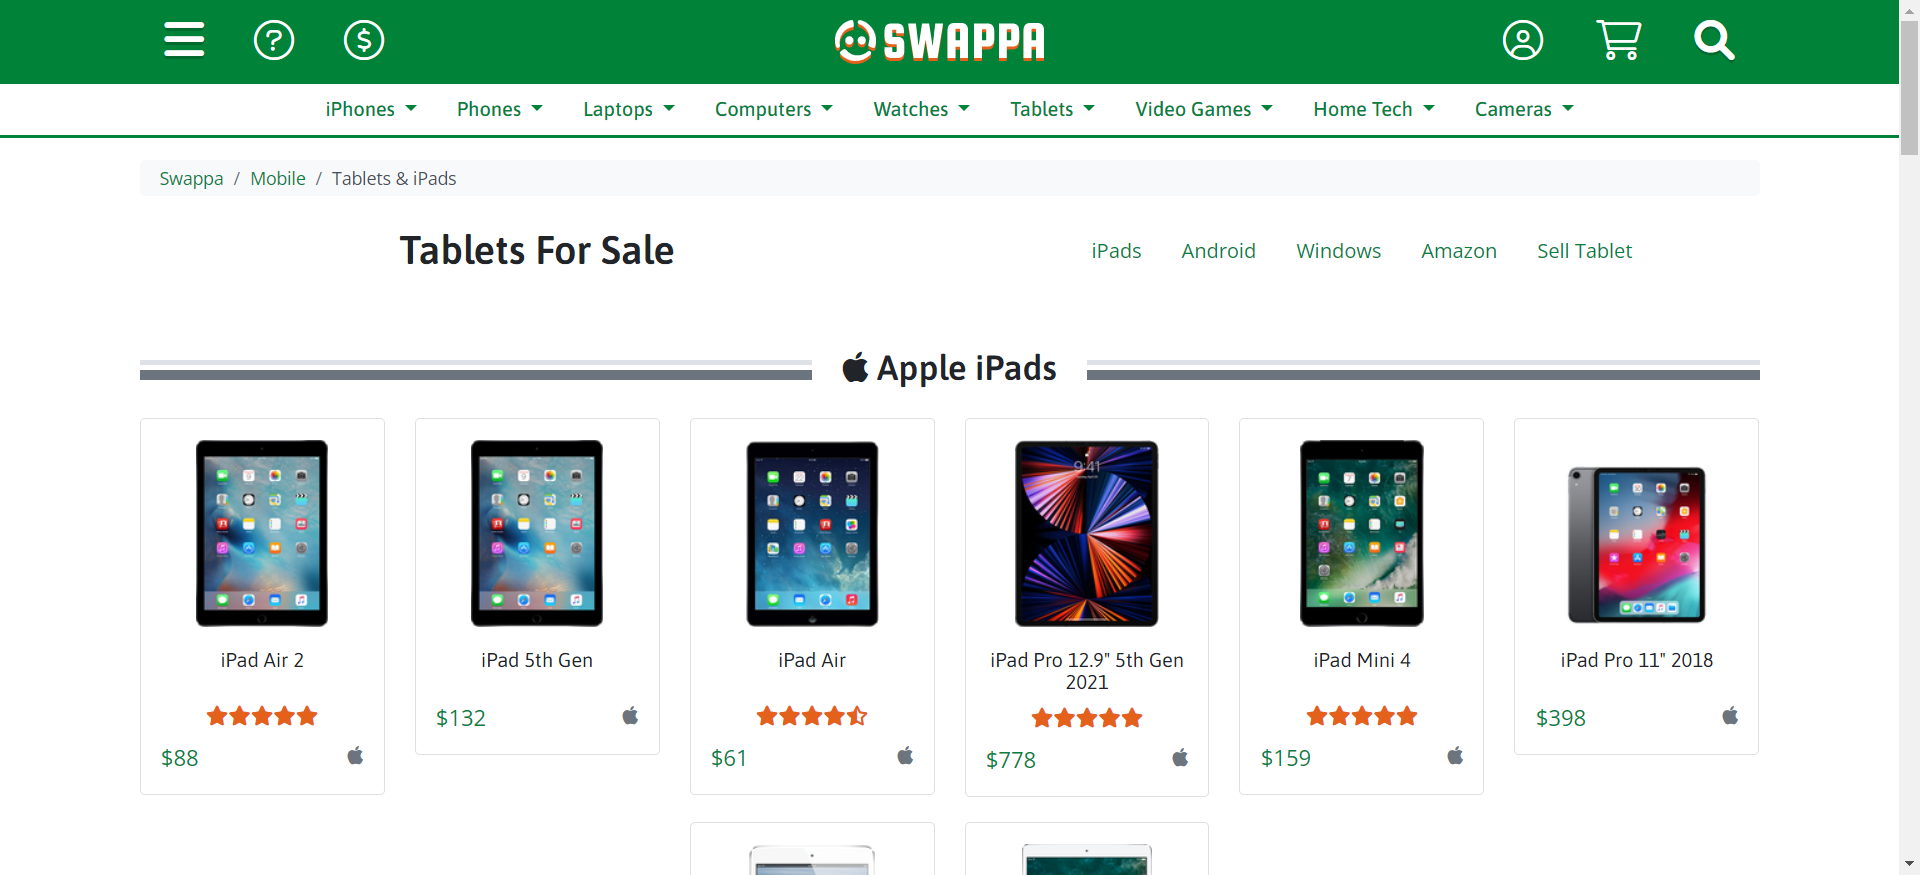 SWAPPA
iPhones Phones Laptops Computers Watches Tablets Video Games Home Tech Cameras
Swappa / Mobile / Tablets & iPads
Tablets For Sale
iPads Android Windows Amazon Sell Tablet
Apple iPads
9:41
iPad Air 2
$88
iPad 5th Gen
$132
iPad Air
$61
iPad Pro 12.9" 5th Gen
2021
$778
iPad Mini 4
$159
iPad Pro 11" 2018
$398